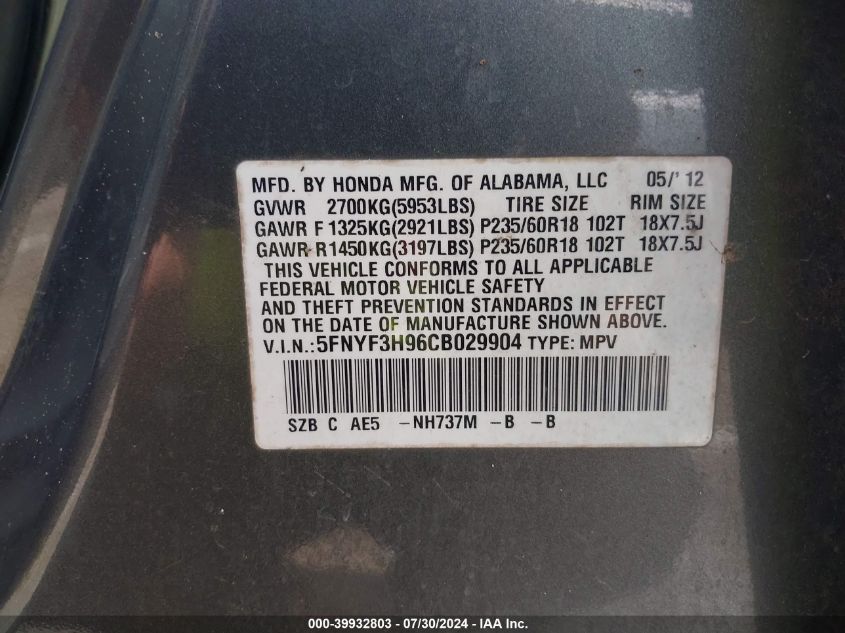 MFD. BY HONDA MFG. OF ALABAMA, LLC 05/'12
GVWR 2700KG(5953LBS) TIRE SIZE RIM SIZE
GAWR F 1325KG(2921LBS) P235/60R18 102T 18X7.5J
GAWR R1450KG(3197LBS) P235/60R18 102T 18X7.5J
THIS VEHICLE CONFORMS TO ALL APPLICABLE
FEDERAL MOTOR VEHICLE SAFETY
AND THEFT PREVENTION STANDARDS IN EFFECT
ON THE DATE OF MANUFACTURE SHOWN ABOVE.
V.I.N.:5FNYF3H96CB029904 TYPE: MPV
SZB C AE5 -NH737M -B -B
000-39932803 / 07/30/2024 - IAA Inc.